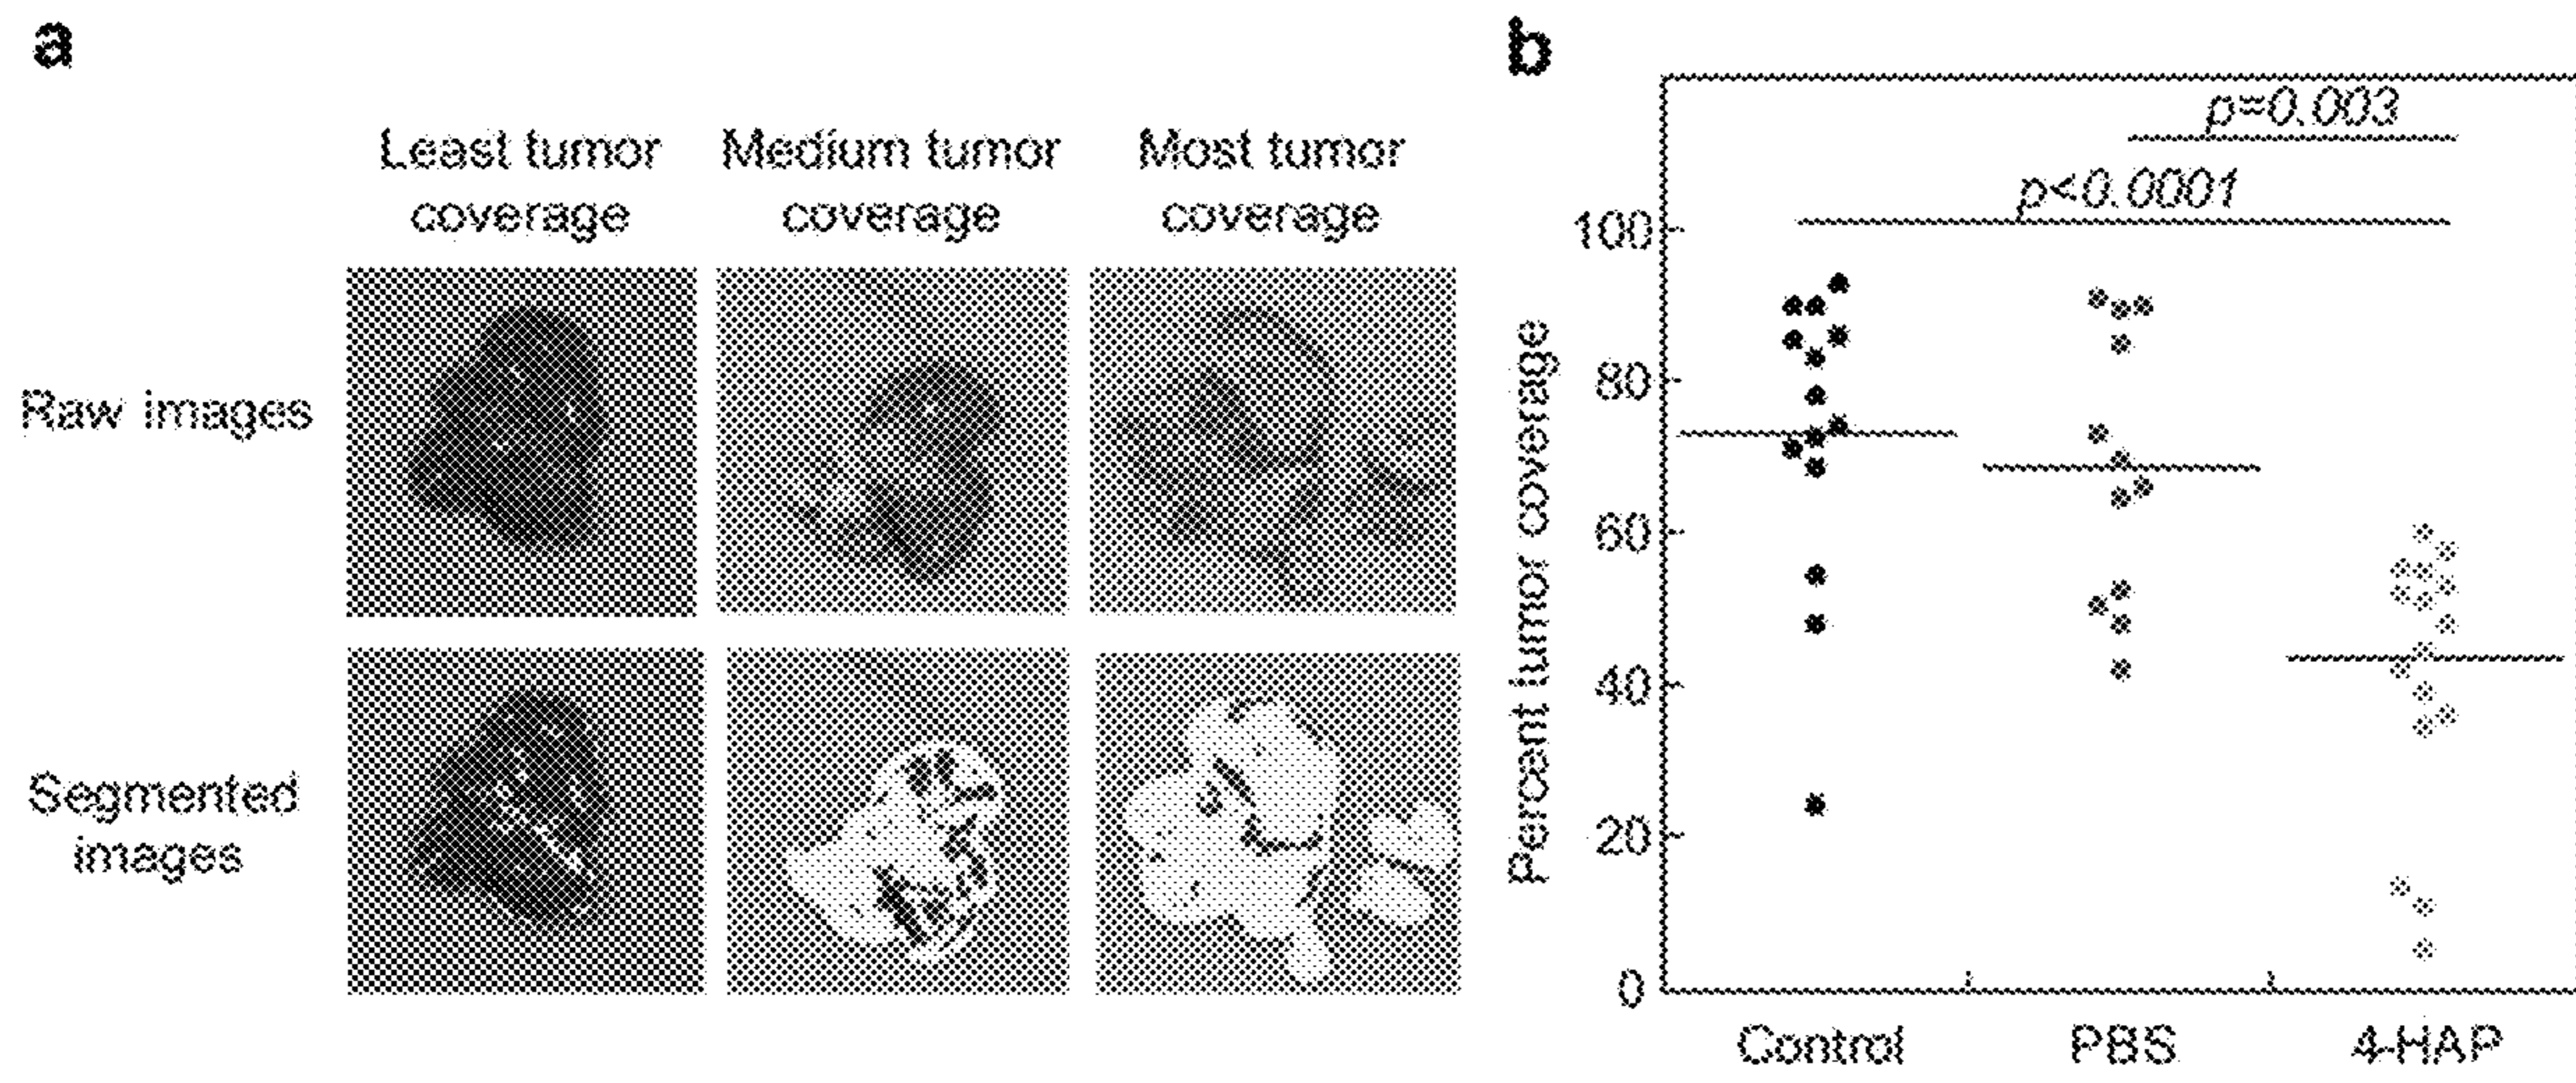 a
Least tumor
coverage
Medium tumor
coverage
Most tumor
coverage
Raw images
Segmented
images
b
p=0.003
p<0.0001
100
80
60
40
20
0
Percent tumor coverage
Control
PBS
4-HAP